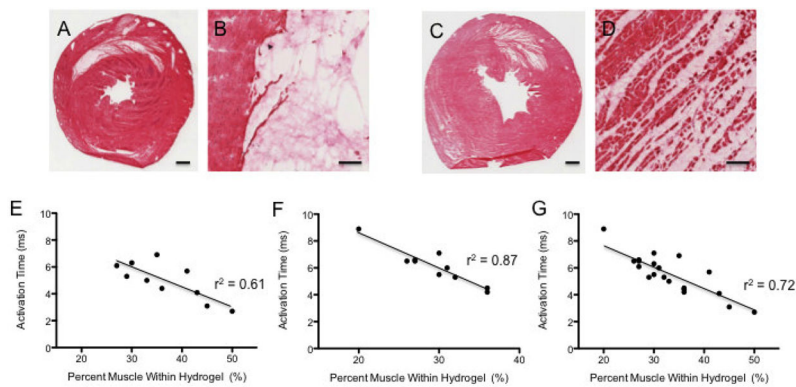 A
B
C
D
E
10
8
6
4
2
0
Activation Time (ms)
r² = 0.61
20
30
40
50
Percent Muscle Within Hydrogel (%)
F
10
8
6
4
2
0
Activation Time (ms)
r² = 0.87
20
30
40
Percent Muscle Within Hydrogel (%)
G
10
8
6
4
2
0
Activation Time (ms)
r² = 0.72
20
30
40
50
Percent Muscle Within Hydrogel (%)